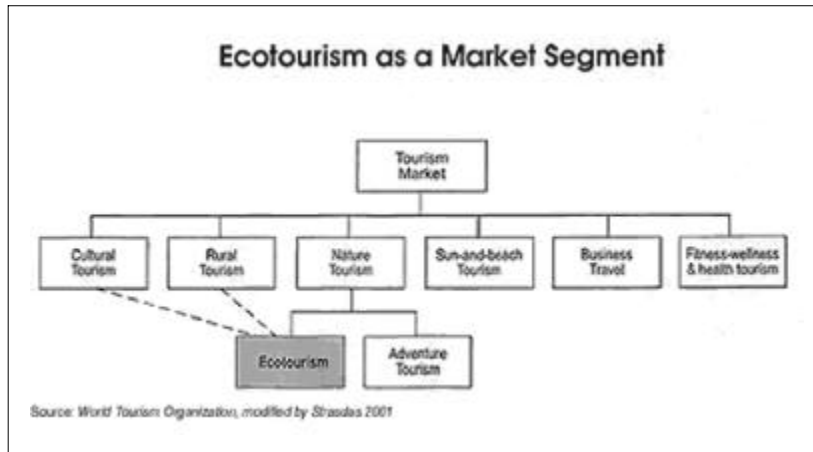 Ecotourism as a Market Segment
Tourism
Market
Cultural
Tourism
Rural
Tourism
Nature
Tourism
Sun-and-beach
Tourism
Business
Travel
Fitness-wellness
& health tourism
Ecotourism
Adventure
Tourism
Source: World Tourism Organization, modified by Strasdas 2001